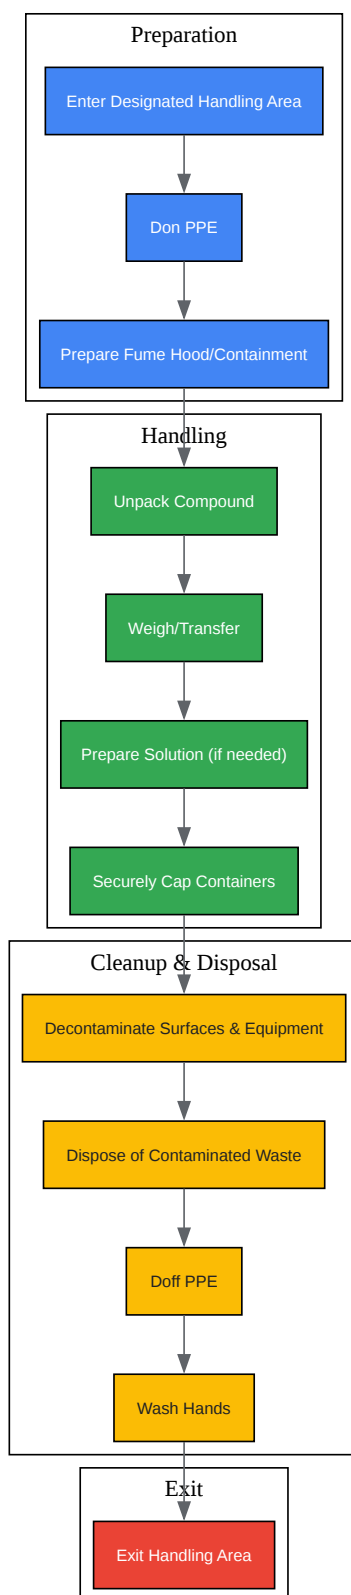 Preparation
Enter Designated Handling Area
Don PPE
Prepare Fume Hood/Containment
Handling
Unpack Compound
Weigh/Transfer
Prepare Solution (if needed)
Securely Cap Containers
Cleanup & Disposal
Decontaminate Surfaces & Equipment
Dispose of Contaminated Waste
Doff PPE
Wash Hands
Exit
Exit Handling Area